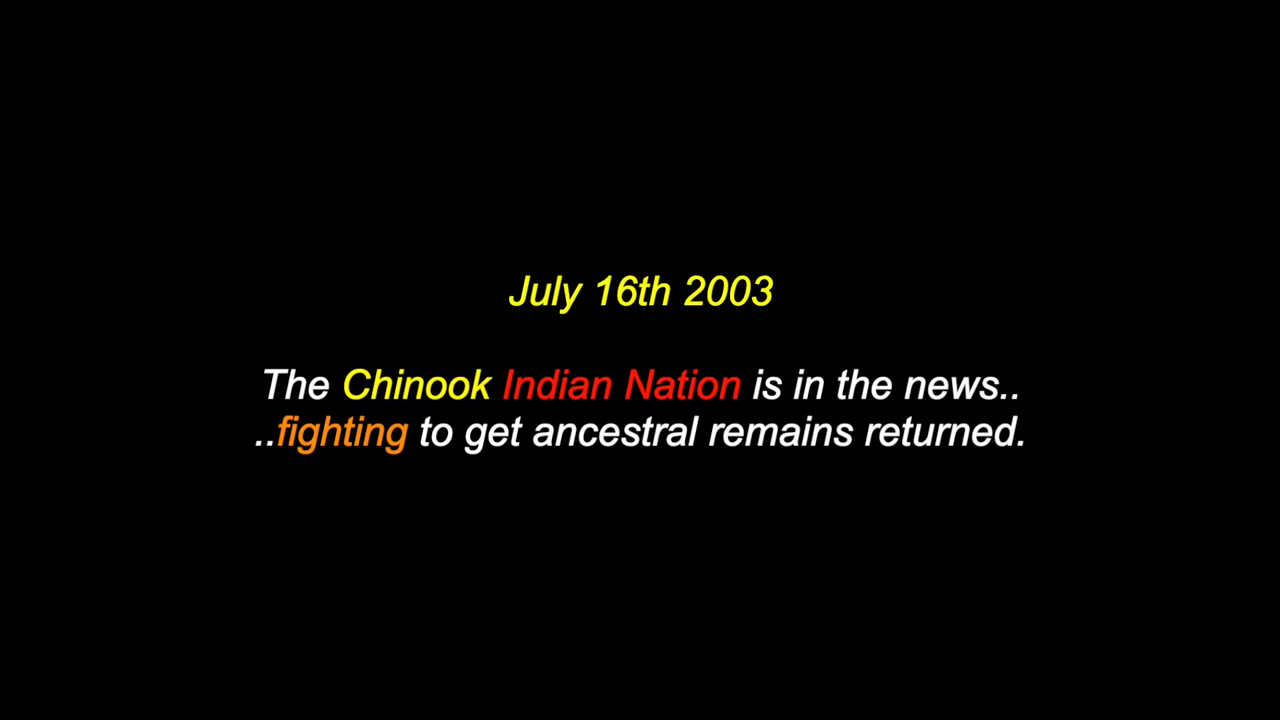 July 16th 2003
The Chinook Indian Nation is in the news..
..fighting to get ancestral remains returned.